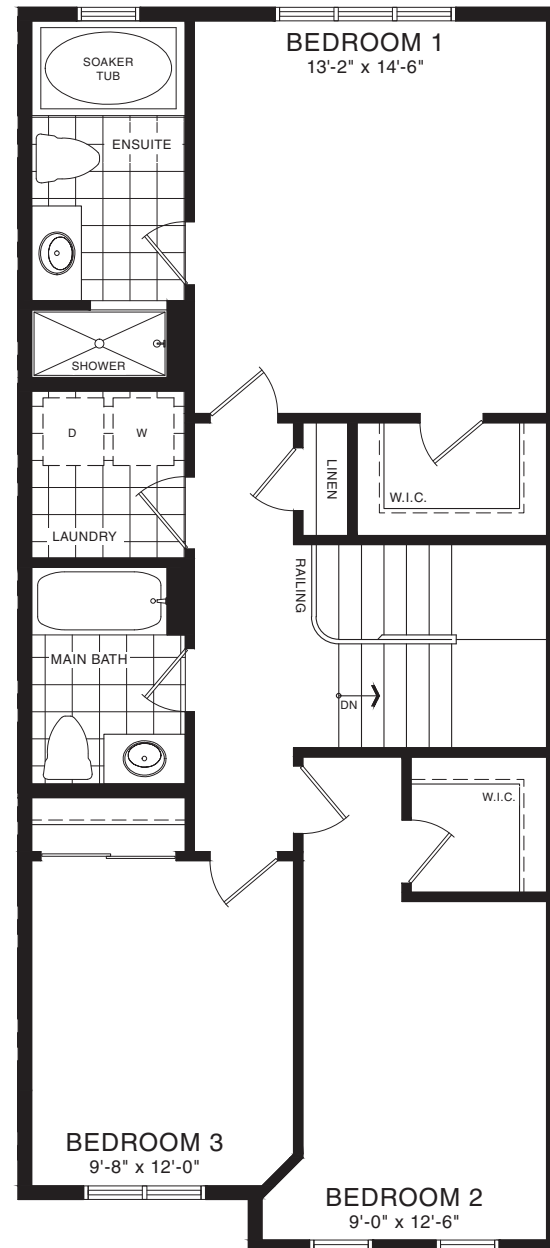 BEDROOM 1
13'-2" x 14'-6"
SOAKER
TUB
ENSUITE
SHOWER
D
W
LAUNDRY
LINEN
W.I.C.
RAILING
MAIN BATH
DN
W.I.C.
BEDROOM 3
9'-8" x 12'-0"
BEDROOM 2
9'-0" x 12'-6"